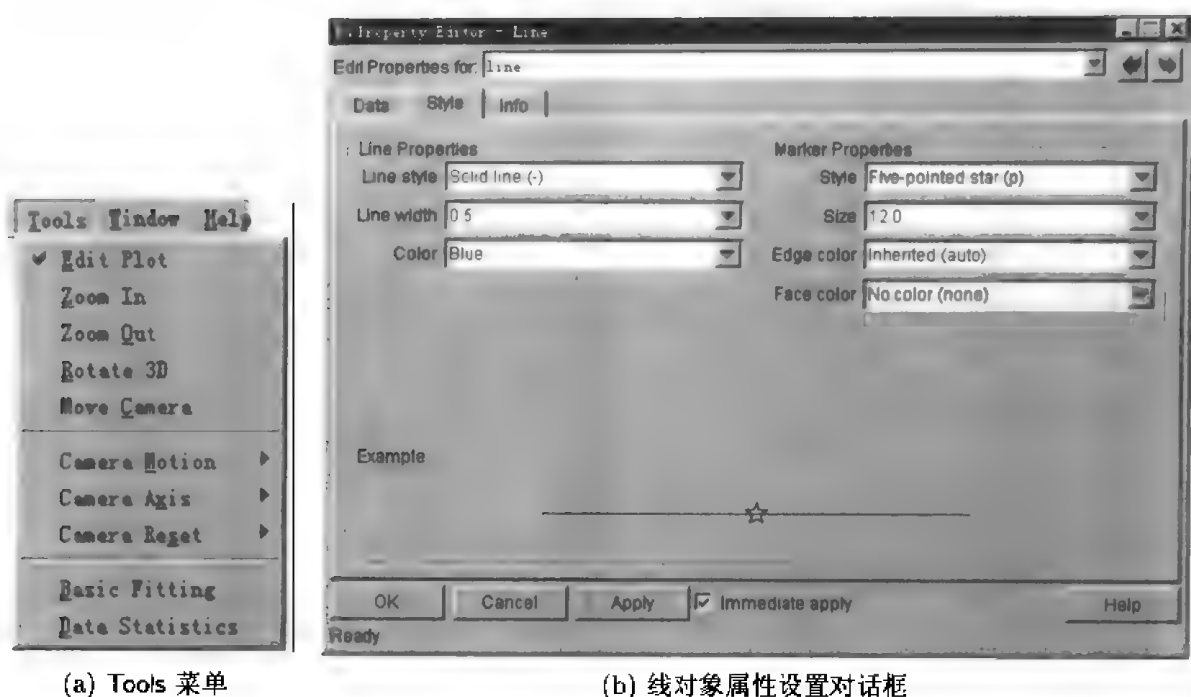 Tools Window Help
Edit Plot
Zoom In
Zoom Out
Rotate 3D
Move Camera
Camera Motion
Camera Axis
Camera Reset
Basic Fitting
Data Statistics
(a) Tools 菜单
Property Editor - Line
Edit Properties for: line
Data Style Info
Line Properties
Line style Solid line (-)
Line width 0.5
Color Blue
Marker Properties
Style Five-pointed star (p)
Size 12.0
Edge color Inherited (auto)
Face color No color (none)
Example
OK Cancel Apply Immediate apply Help
Ready
(b) 线对象属性设置对话框